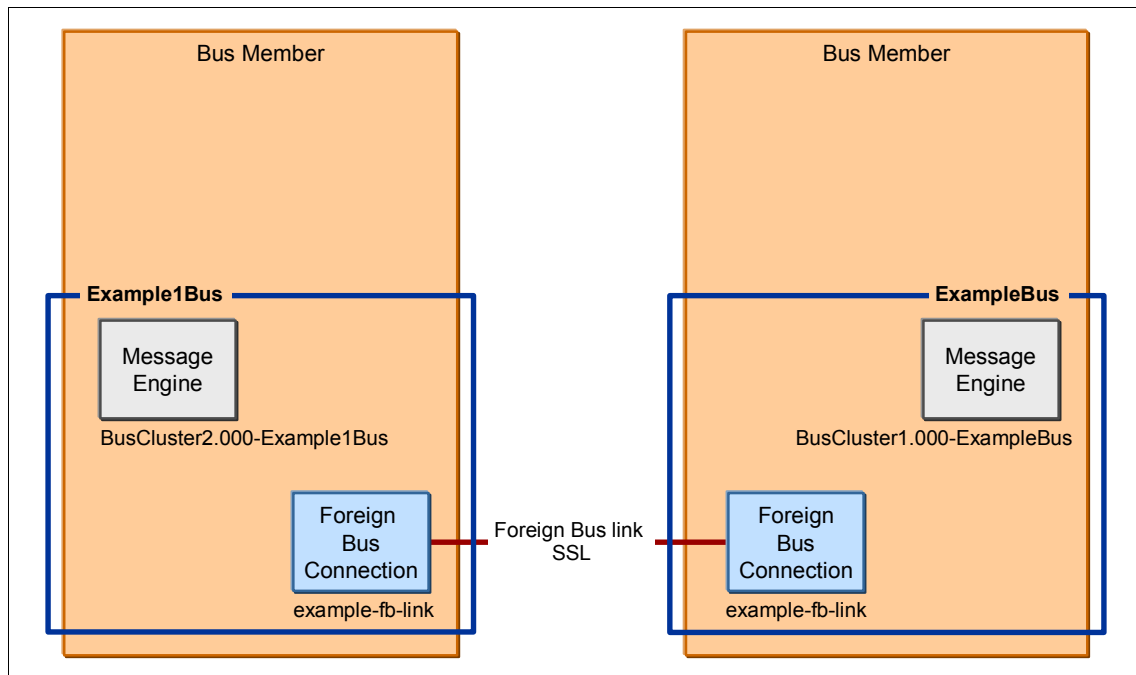 Bus Member
Bus Member
Example1Bus
ExampleBus
Message
Engine
Message
Engine
BusCluster2.000-Example1Bus
BusCluster1.000-ExampleBus
Foreign
Bus
Connection
Foreign Bus link
SSL
Foreign
Bus
Connection
example-fb-link
example-fb-link